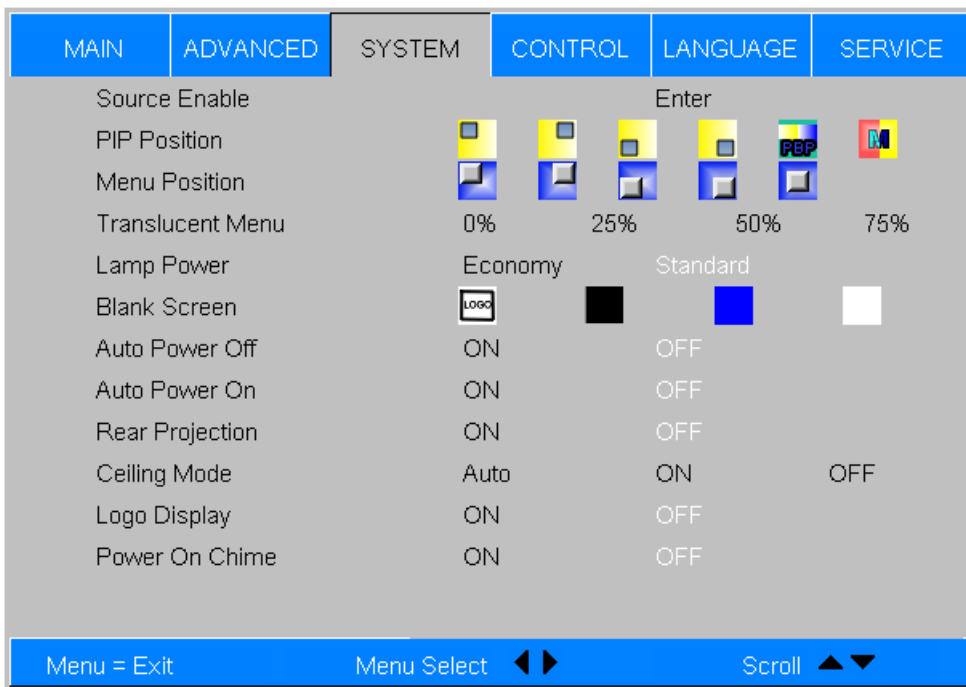 MAIN ADVANCED SYSTEM CONTROL LANGUAGE SERVICE
Source Enable Enter
PIP Position PBP M
Menu Position
Translucent Menu 0% 25% 50% 75%
Lamp Power Economy Standard
Blank Screen LOGO
Auto Power Off ON OFF
Auto Power On ON OFF
Rear Projection ON OFF
Ceiling Mode Auto ON OFF
Logo Display ON OFF
Power On Chime ON OFF
Menu = Exit Menu Select Scroll